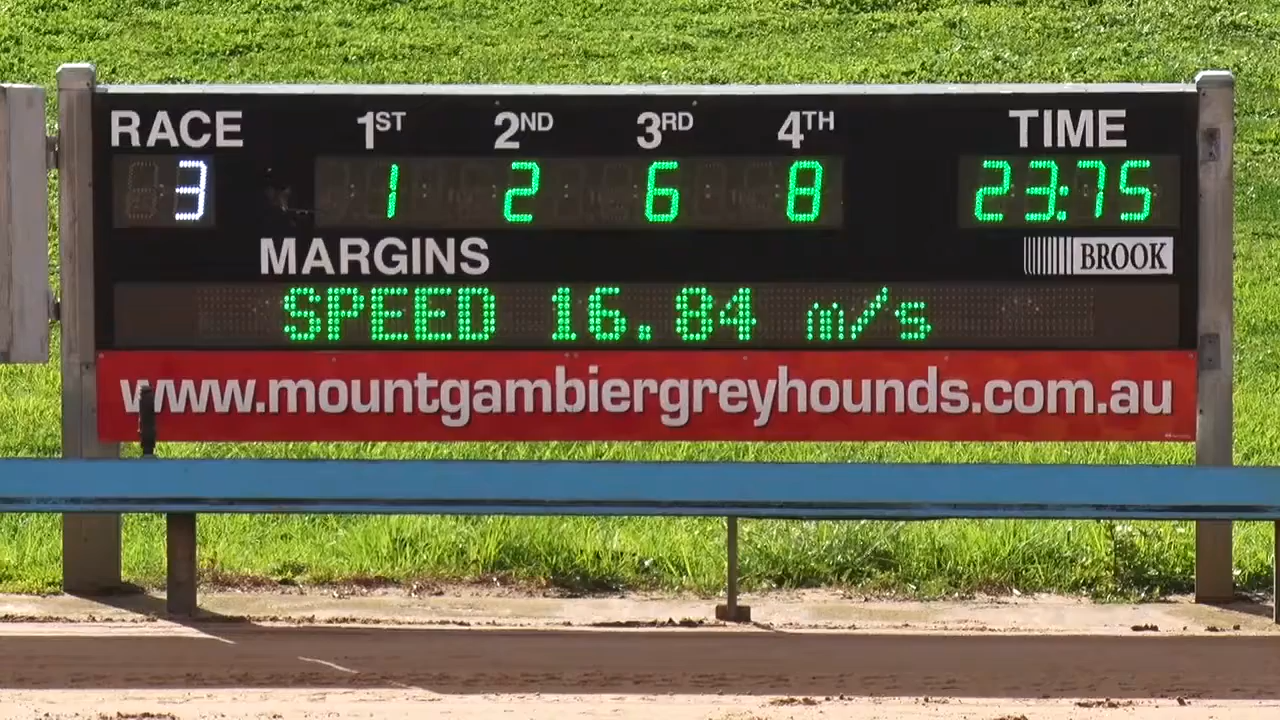 RACE 1ST 2ND 3RD 4TH TIME
3 1 2 6 8 23:75
MARGINS BROOK
SPEED 16.84 m/s
www.mountgambiergreyhounds.com.au